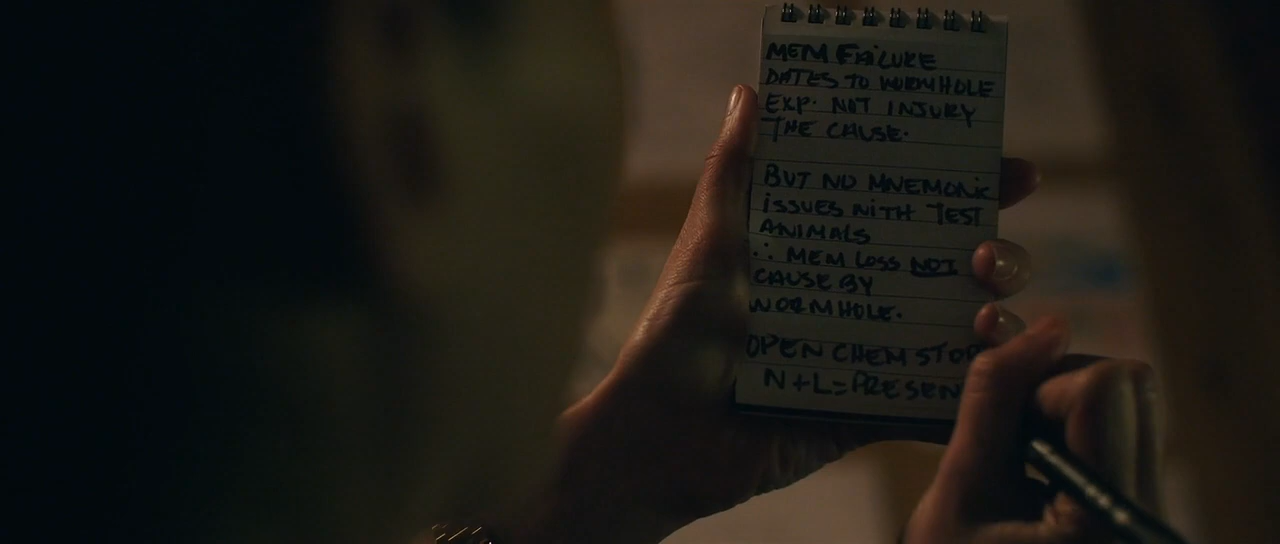 MEM FAILURE
DATES TO WORMHOLE
EXP. NOT INJURY
THE CAUSE.
BUT NO MNEMONIC
ISSUES WITH TEST
ANIMALS
∴ MEM LOSS NOT
CAUSE BY
WORMHOLE.
OPEN CHEM STOR
N+L=PRESEN